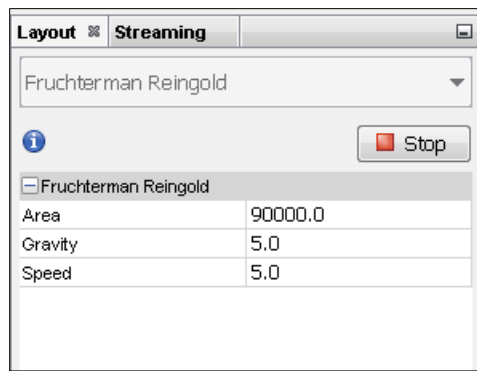 Layout Streaming
Fruchterman Reingold
Stop
Fruchterman Reingold
Area 90000.0
Gravity 5.0
Speed 5.0